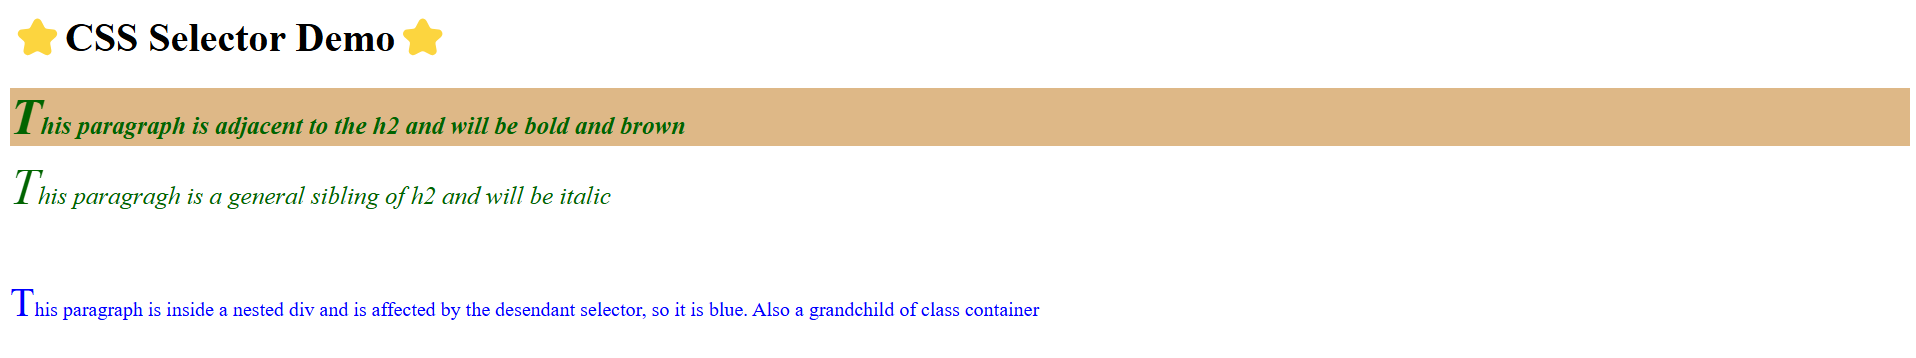 CSS Selector Demo
This paragraph is adjacent to the h2 and will be bold and brown
This paragragh is a general sibling of h2 and will be italic
This paragraph is inside a nested div and is affected by the desendant selector, so it is blue. Also a grandchild of class container